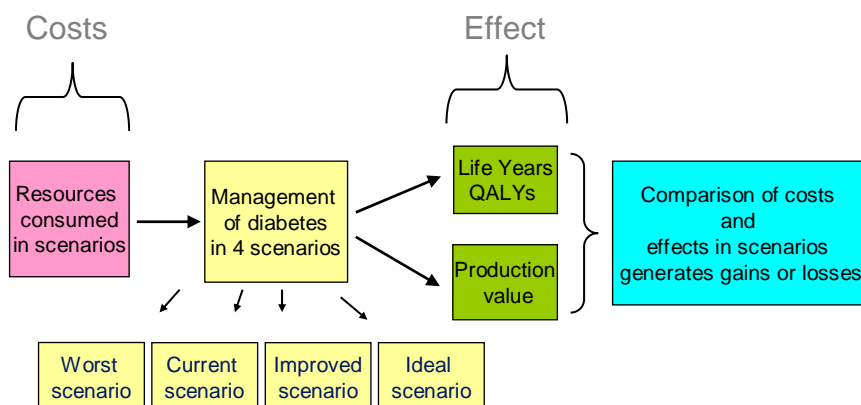 Costs
Effect
Resources
consumed
in scenarios
Management
of diabetes
in 4 scenarios
Life Years
QALYs
Production
value
Comparison of costs
and
effects in scenarios
generates gains or losses
Worst
scenario
Current
scenario
Improved
scenario
Ideal
scenario